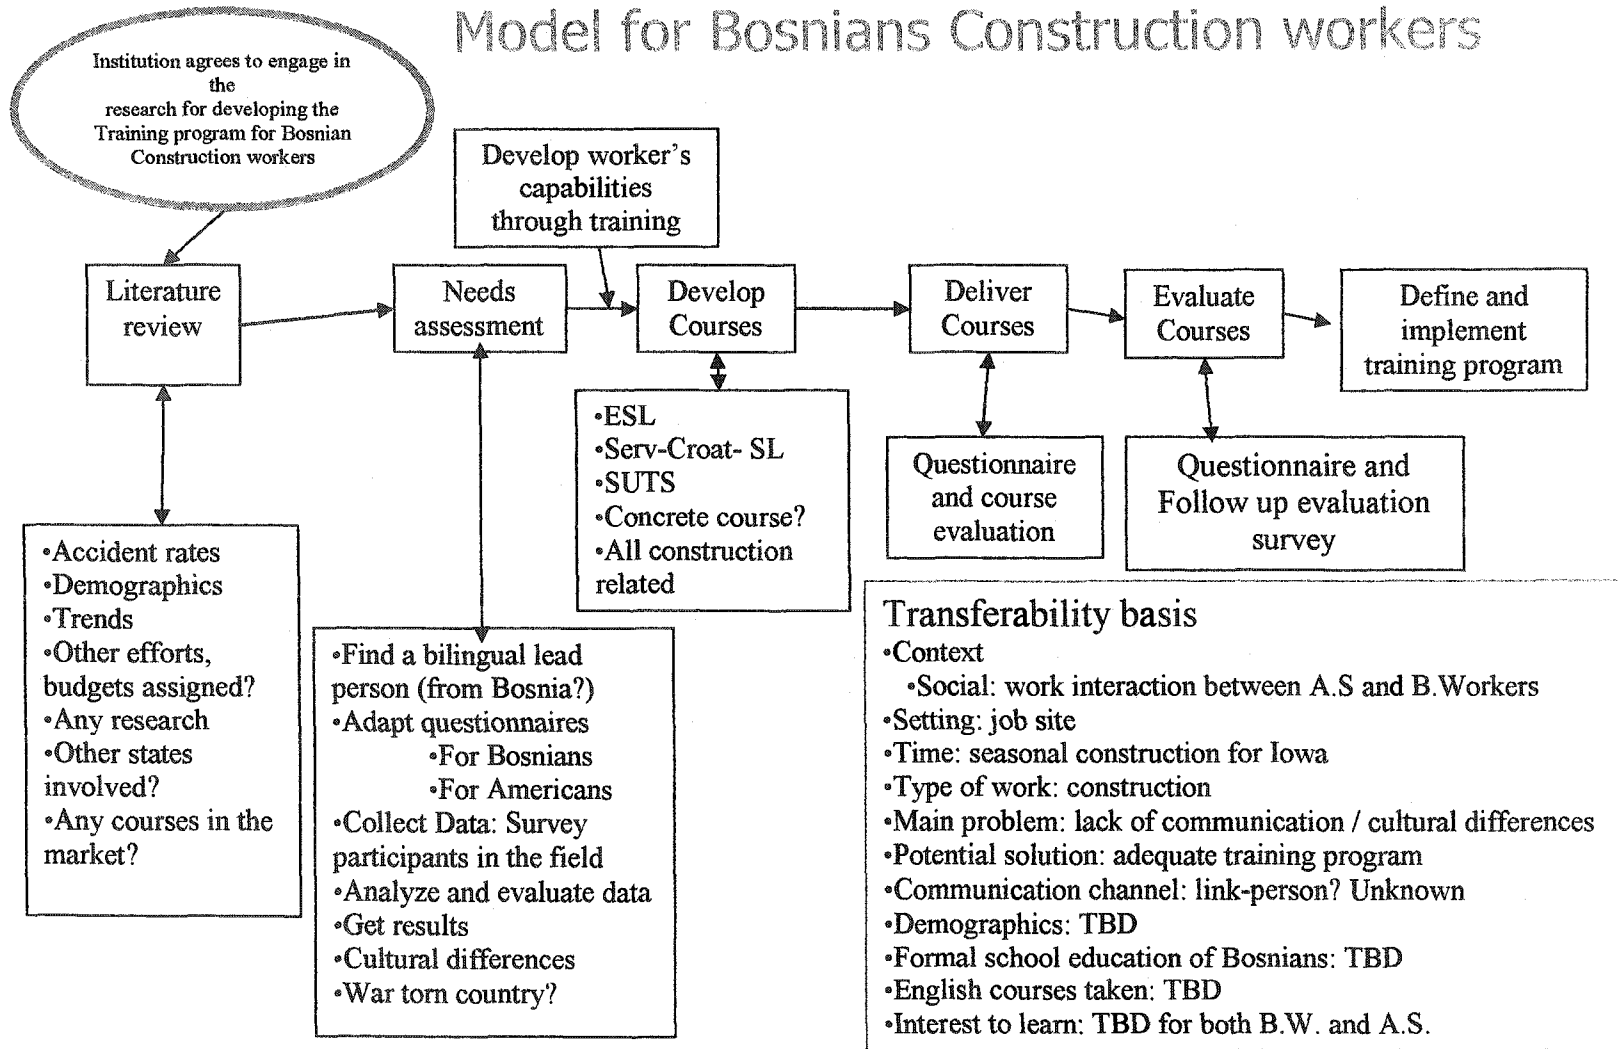 Model for Bosnians Construction workers
Institution agrees to engage in
the
research for developing the
Training program for Bosnian
Construction workers
Develop worker's
capabilities
through training
Literature
review
Needs
assessment
Develop
Courses
Deliver
Courses
Evaluate
Courses
Define and
implement
training program
•Accident rates
•Demographics
•Trends
•Other efforts,
budgets assigned?
•Any research
•Other states
involved?
•Any courses in the
market?
•Find a bilingual lead
person (from Bosnia?)
•Adapt questionnaires
•For Bosnians
•For Americans
•Collect Data: Survey
participants in the field
•Analyze and evaluate data
•Get results
•Cultural differences
•War torn country?
•ESL
•Serv-Croat- SL
•SUTS
•Concrete course?
•All construction
related
Questionnaire
and course
evaluation
Questionnaire and
Follow up evaluation
survey
Transferability basis
•Context
•Social: work interaction between A.S and B.Workers
•Setting: job site
•Time: seasonal construction for Iowa
•Type of work: construction
•Main problem: lack of communication / cultural differences
•Potential solution: adequate training program
•Communication channel: link-person? Unknown
•Demographics: TBD
•Formal school education of Bosnians: TBD
•English courses taken: TBD
•Interest to learn: TBD for both B.W. and A.S.